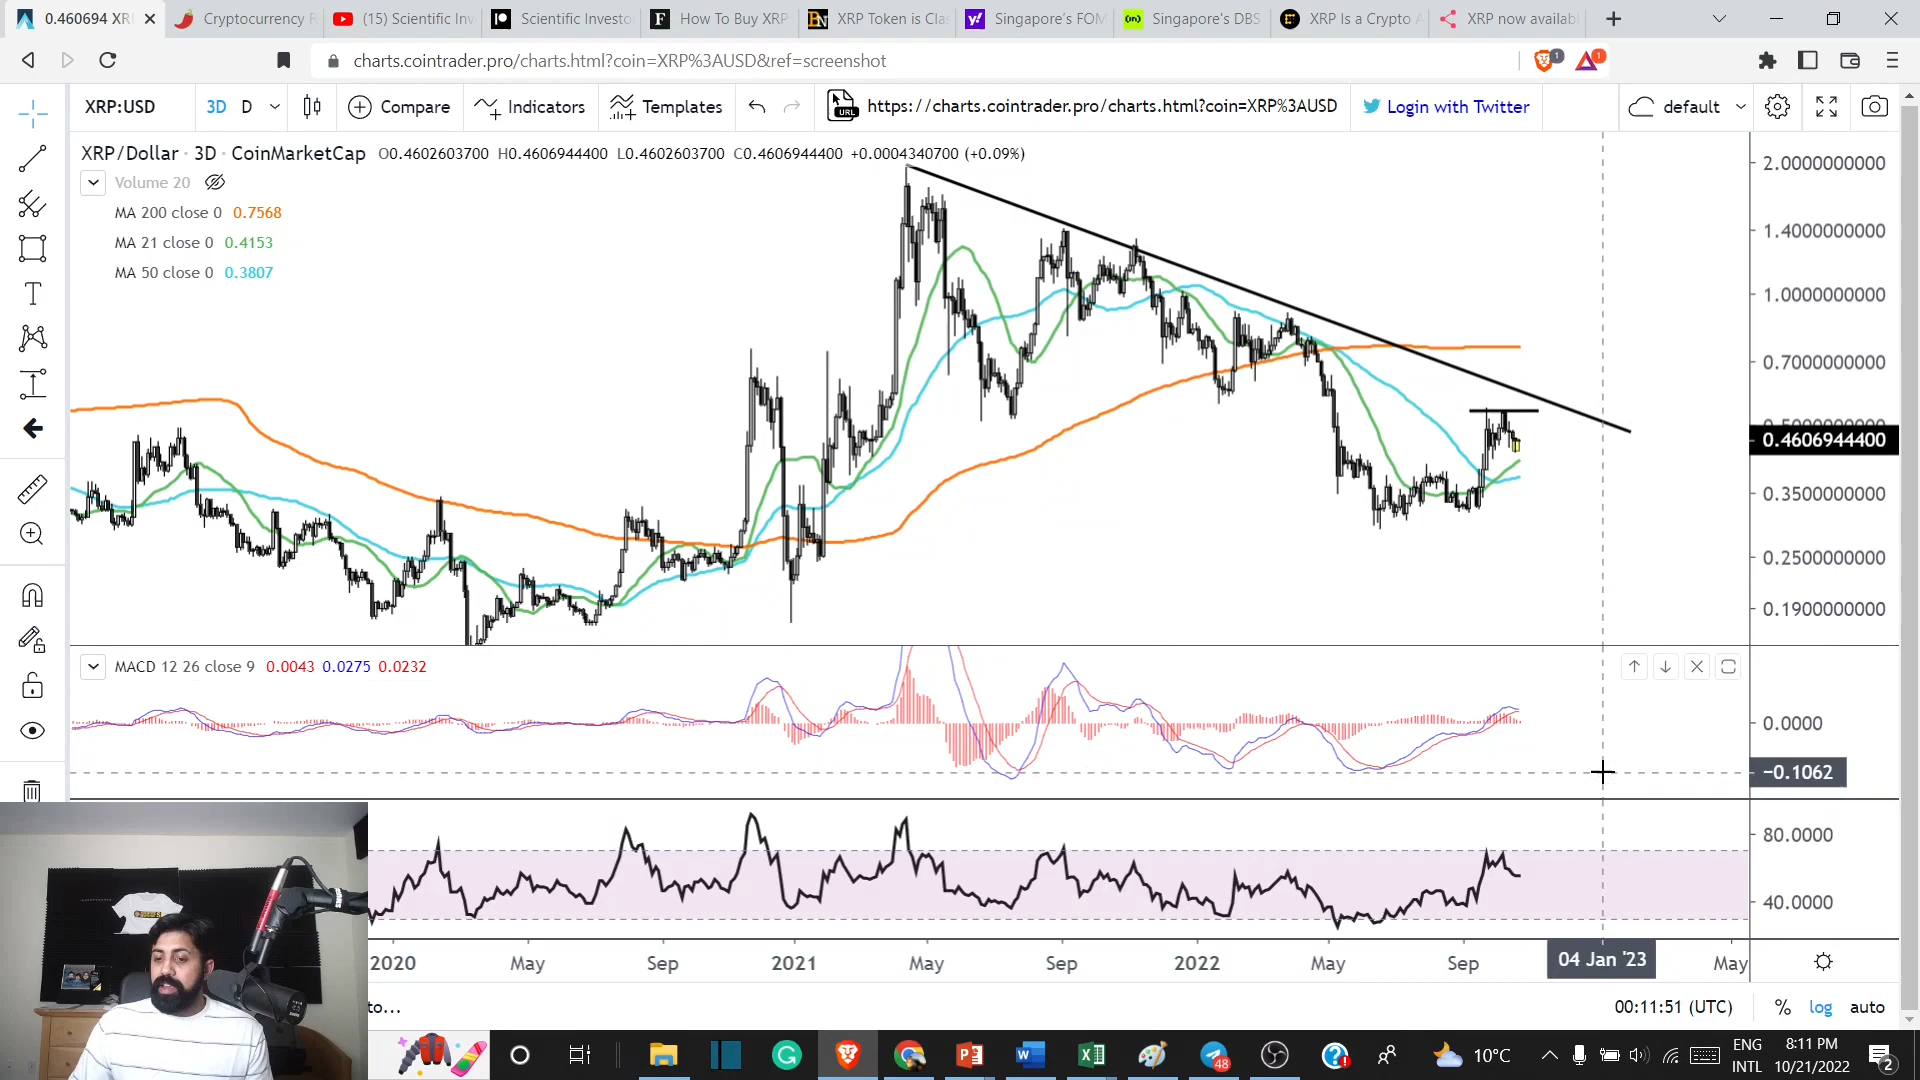 0.460694 XRI
Cryptocurrency R
(15) Scientific Inv
Scientific Investo
How To Buy XRP
XRP Token is Cla
Singapore's FOM
Singapore's DBS
XRP Is a Crypto A
XRP now availabl
charts.cointrader.pro/charts.html?coin=XRP%3AUSD&ref=screenshot
1
1
XRP:USD
3D D
Compare
Indicators
Templates
URL
https://charts.cointrader.pro/charts.html?coin=XRP%3AUSD
Login with Twitter
default
XRP/Dollar · 3D · CoinMarketCap O0.4602603700 H0.4606944400 L0.4602603700 C0.4606944400 +0.0004340700 (+0.09%)
Volume 20
MA 200 close 0 0.7568
MA 21 close 0 0.4153
MA 50 close 0 0.3807
2.0000000000
1.4000000000
1.0000000000
0.7000000000
0.4606944400
0.3500000000
0.2500000000
0.1900000000
MACD 12 26 close 9 0.0043 0.0275 0.0232
0.0000
−0.1062
80.0000
40.0000
2020 May Sep 2021 May Sep 2022 May Sep 04 Jan '23 May
to...
00:11:51 (UTC) % log auto
48
10°C
ENG
INTL
8:11 PM
10/21/2022
2